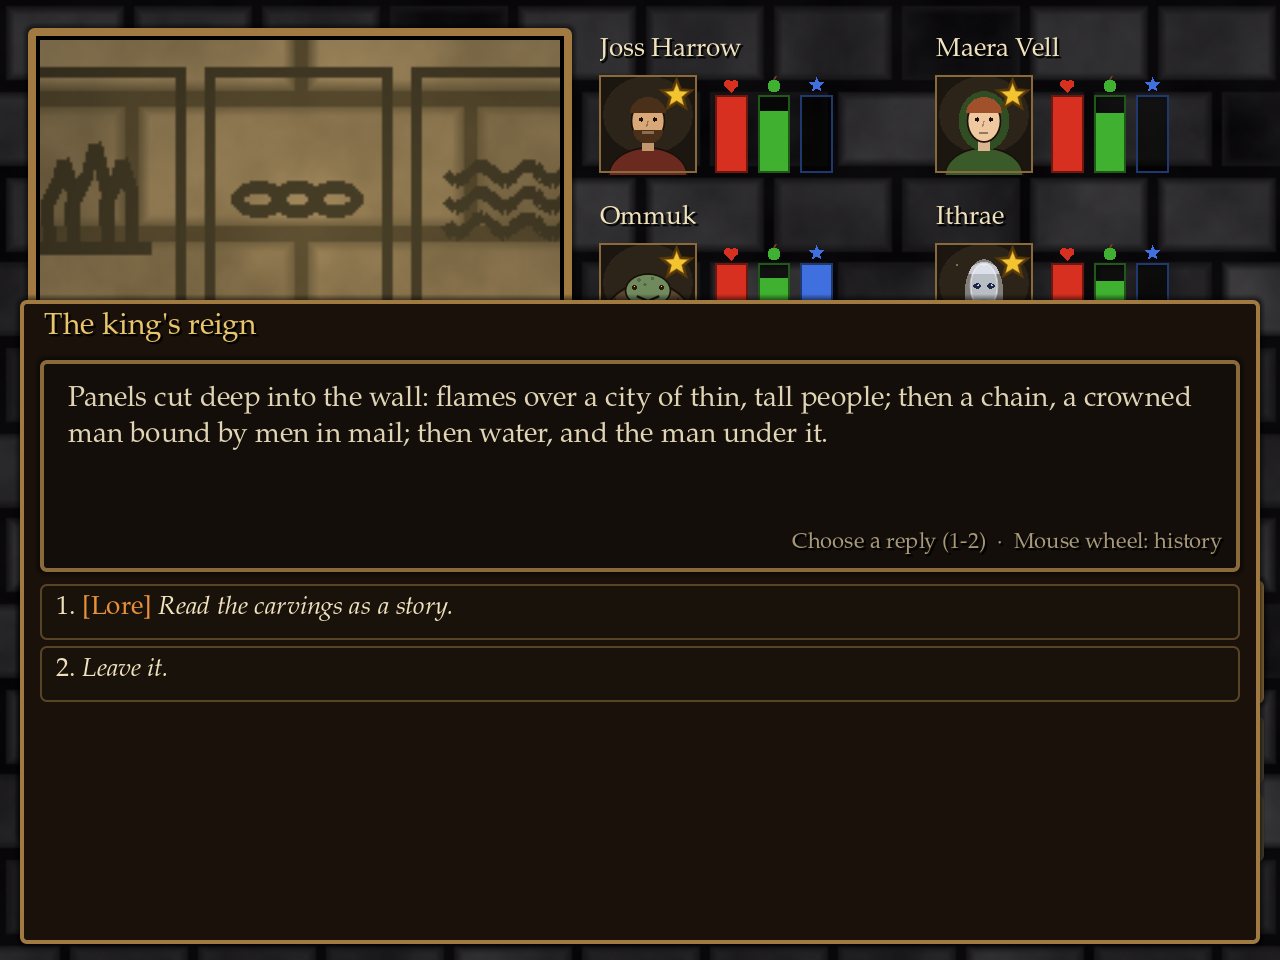 Joss Harrow
Maera Vell
Ommuk
Ithrae
The king's reign
Panels cut deep into the wall: flames over a city of thin, tall people; then a chain, a crowned
man bound by men in mail; then water, and the man under it.
Choose a reply (1-2) · Mouse wheel: history
1. [Lore] Read the carvings as a story.
2. Leave it.